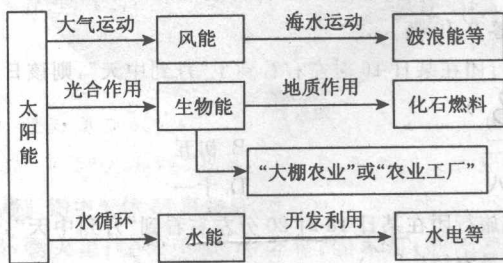 大气运动
海水运动
风能
波浪能等
光合作用
地质作用
太阳能
生物能
化石燃料
“大棚农业”或“农业工厂”
水循环
开发利用
水能
水电等